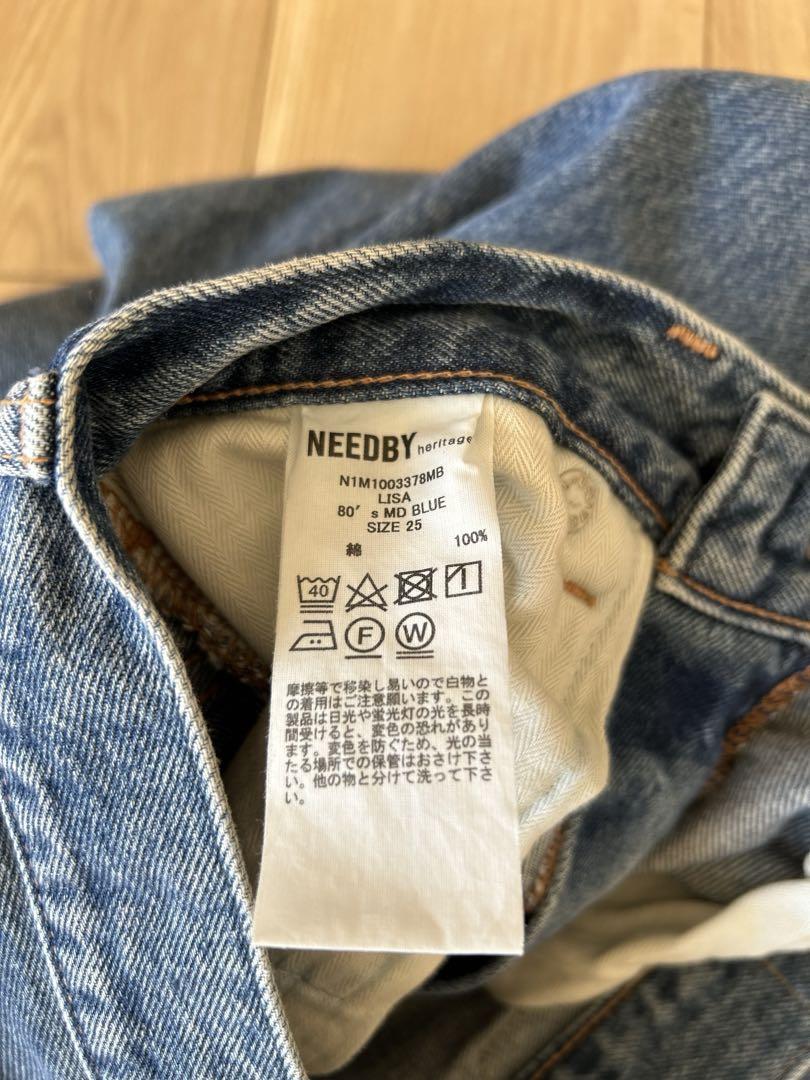 NEEDBY heritage
N1M1003378MB
LISA
80's MD BLUE
SIZE 25
綿 100%
40
F W
摩擦等で移染し易いので白物と
の着用はご注意願います。この
製品は日光や蛍光灯の光を長時
間受けると、変色の恐れがあり
ます。変色を防ぐため、光の当
たる場所での保管はおさけ下さ
い。他の物と分けて洗って下さ
い。